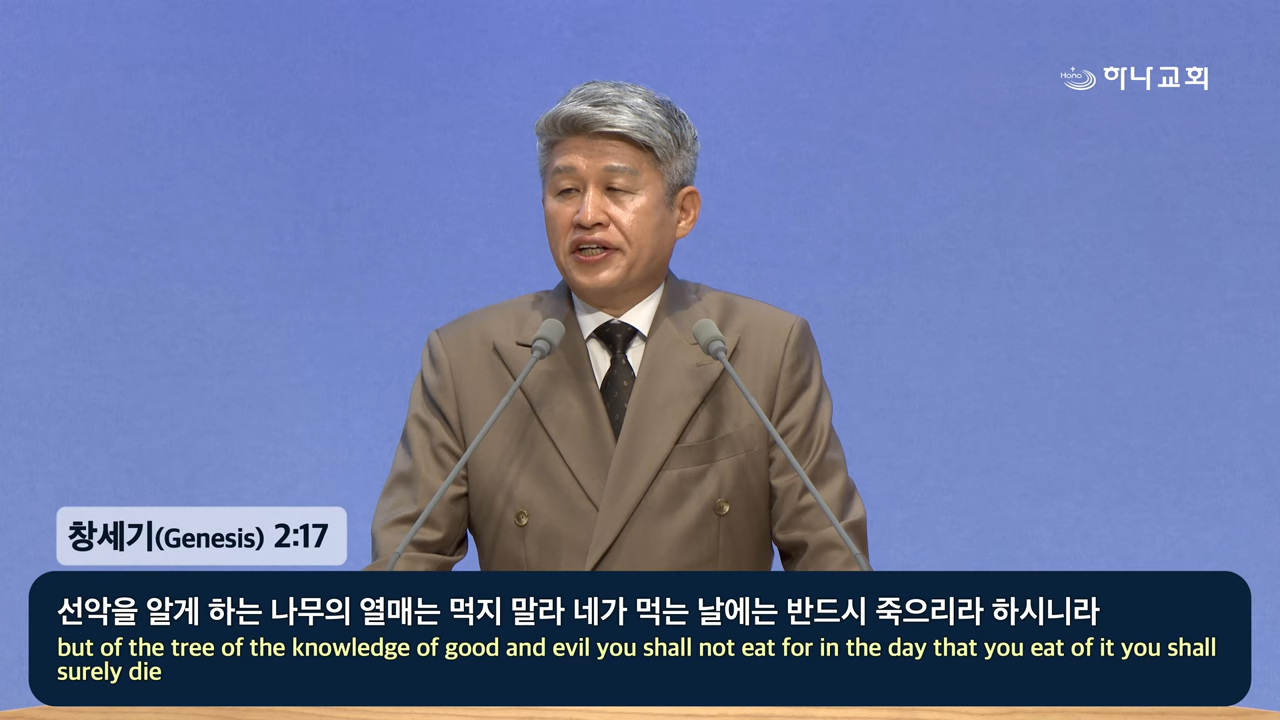 Hana 하나교회
창세기(Genesis) 2:17
선악을 알게 하는 나무의 열매는 먹지 말라 네가 먹는 날에는 반드시 죽으리라 하시니라
but of the tree of the knowledge of good and evil you shall not eat for in the day that you eat of it you shall
surely die